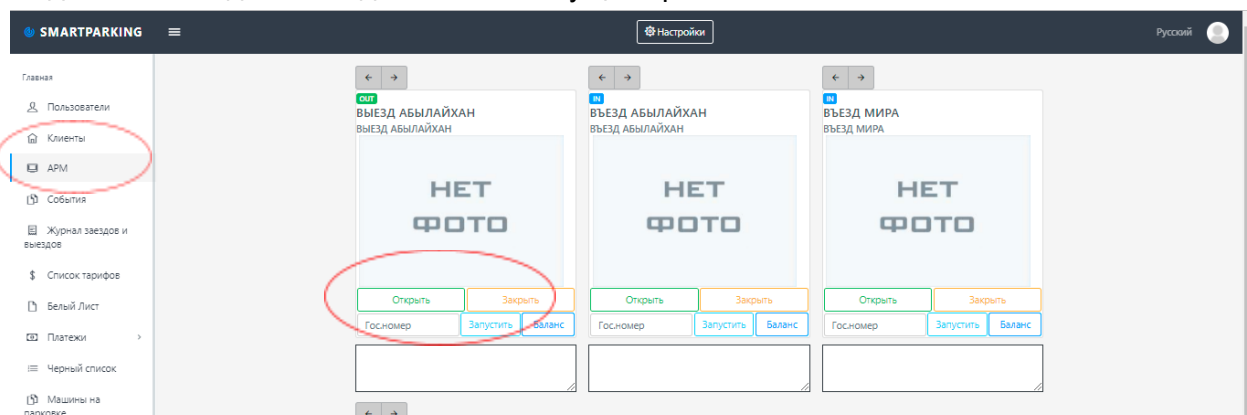 SMARTPARKING
Настройки
Русский
Главная
Пользователи
Клиенты
АРМ
События
Журнал заездов и
выездов
$ Список тарифов
Белый Лист
Платежи
Черный список
Машины на
парковке
OUT
ВЫЕЗД АБЫЛАЙХАН
ВЫЕЗД АБЫЛАЙХАН
НЕТ
ФОТО
Открыть Закрыть
Гос.номер Запустить Баланс
IN
ВЪЕЗД АБЫЛАЙХАН
ВЪЕЗД АБЫЛАЙХАН
НЕТ
ФОТО
Открыть Закрыть
Гос.номер Запустить Баланс
IN
ВЪЕЗД МИРА
ВЪЕЗД МИРА
НЕТ
ФОТО
Открыть Закрыть
Гос.номер Запустить Баланс